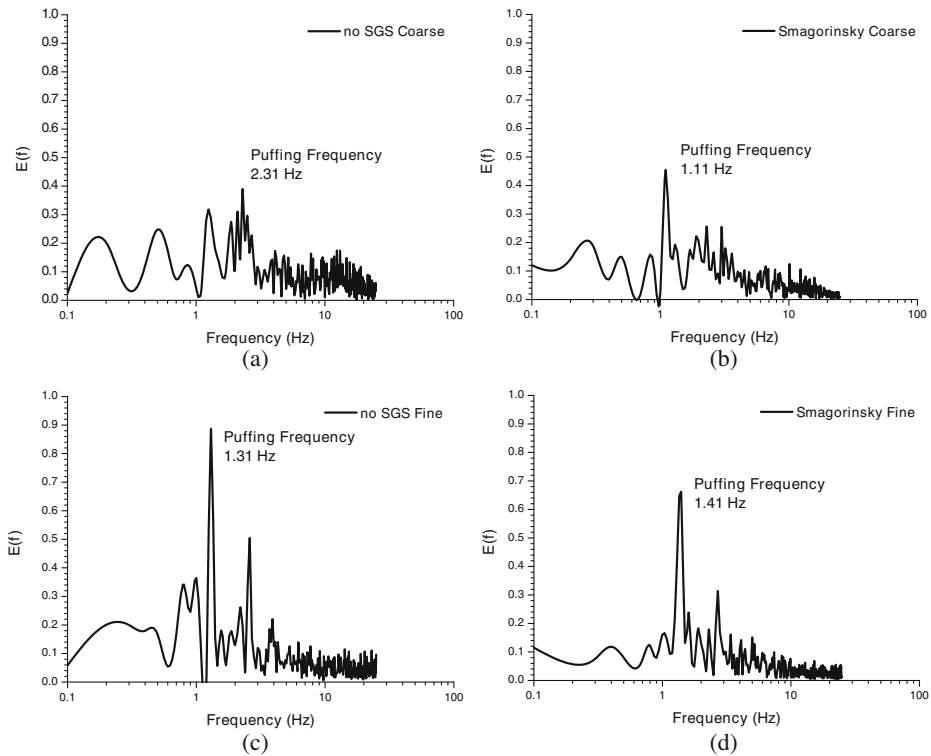 no SGS Coarse
1.0
0.9
0.8
0.7
0.6
0.5
0.4
0.3
0.2
0.1
0.0
E(f)
Puffing Frequency
2.31 Hz
0.1 1 10 100
Frequency (Hz)
(a)
Smagorinsky Coarse
1.0
0.9
0.8
0.7
0.6
0.5
0.4
0.3
0.2
0.1
0.0
E(f)
Puffing Frequency
1.11 Hz
0.1 1 10 100
Frequency (Hz)
(b)
no SGS Fine
1.0
0.9
0.8
0.7
0.6
0.5
0.4
0.3
0.2
0.1
0.0
E(f)
Puffing Frequency
1.31 Hz
0.1 1 10 100
Frequency (Hz)
(c)
Smagorinsky Fine
1.0
0.9
0.8
0.7
0.6
0.5
0.4
0.3
0.2
0.1
0.0
E(f)
Puffing Frequency
1.41 Hz
0.1 1 10 100
Frequency (Hz)
(d)